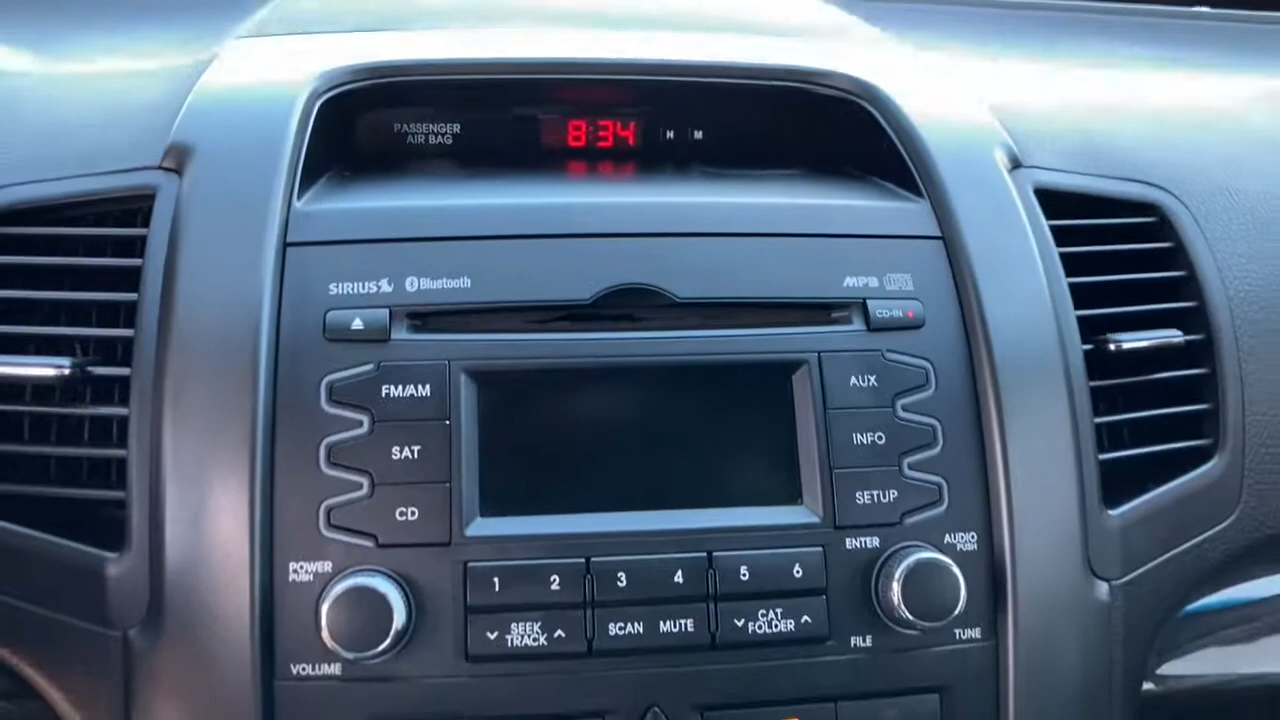 PASSENGER
AIR BAG
8:34
H M
SIRIUS Bluetooth
MP3
CD-IN
FM/AM
AUX
SAT
INFO
CD
SETUP
POWER
PUSH
ENTER
AUDIO
PUSH
1 2 3 4 5 6
SEEK
TRACK
SCAN MUTE
CAT
FOLDER
VOLUME
FILE
TUNE